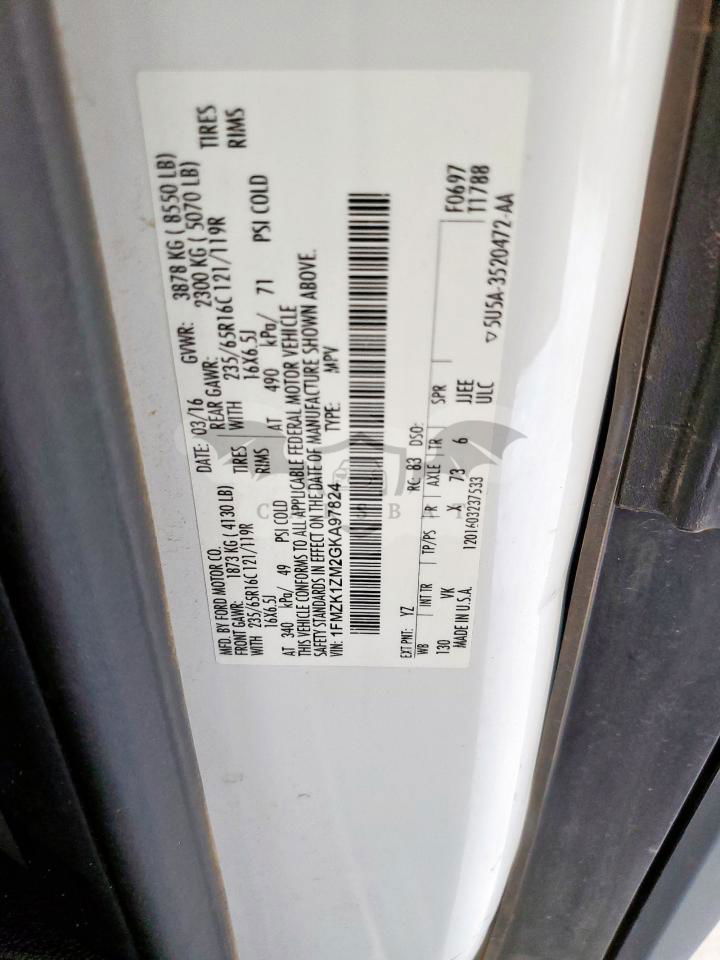 MFD. BY FORD MOTOR CO. DATE: 03/16 GVWR: 3878 KG ( 8550 LB)
FRONT GAWR: 1873 KG ( 4130 LB) REAR GAWR: 2300 KG ( 5070 LB)
WITH 235/65R16C 121/119R TIRES WITH 235/65R16C 121/119R TIRES
16X6.5J RIMS 16X6.5J RIMS
AT 340 kPa/ 49 PSI COLD AT 490 kPa/ 71 PSI COLD
THIS VEHICLE CONFORMS TO ALL APPLICABLE FEDERAL MOTOR VEHICLE
SAFETY STANDARDS IN EFFECT ON THE DATE OF MANUFACTURE SHOWN ABOVE.
VIN: 1FMZK1ZM2GKA97824 TYPE: MPV
EXT PNT: YZ RC: 83 DSO: F0697
WB INT TR TP/PS R AXLE TR SPR T1788
130 VK X 73 6 JJEE
MADE IN U.S.A. 1201603237533 ULC
▽5U5A-3520472-AA